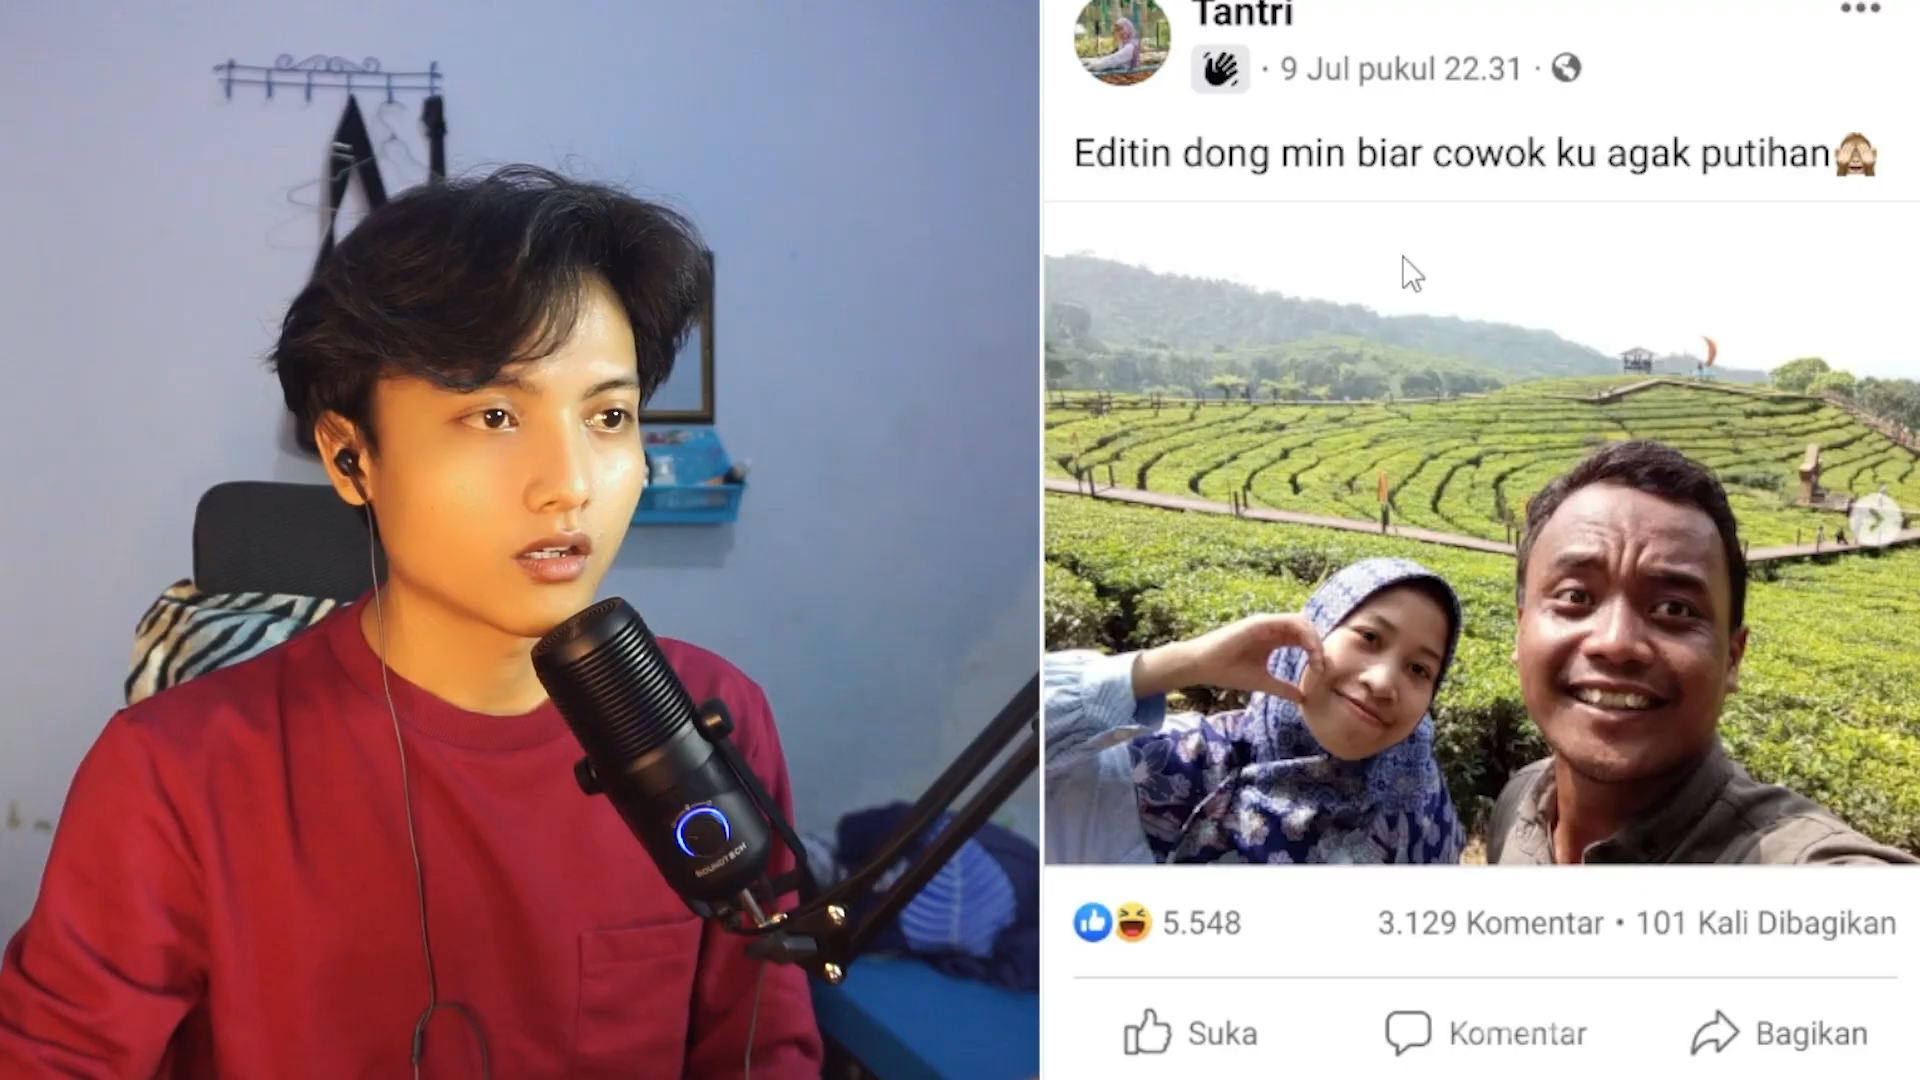 Tantri
· 9 Jul pukul 22.31 ·
Editin dong min biar cowok ku agak putihan🙈
5.548
3.129 Komentar • 101 Kali Dibagikan
Suka
Komentar
Bagikan
SOUNDTECH